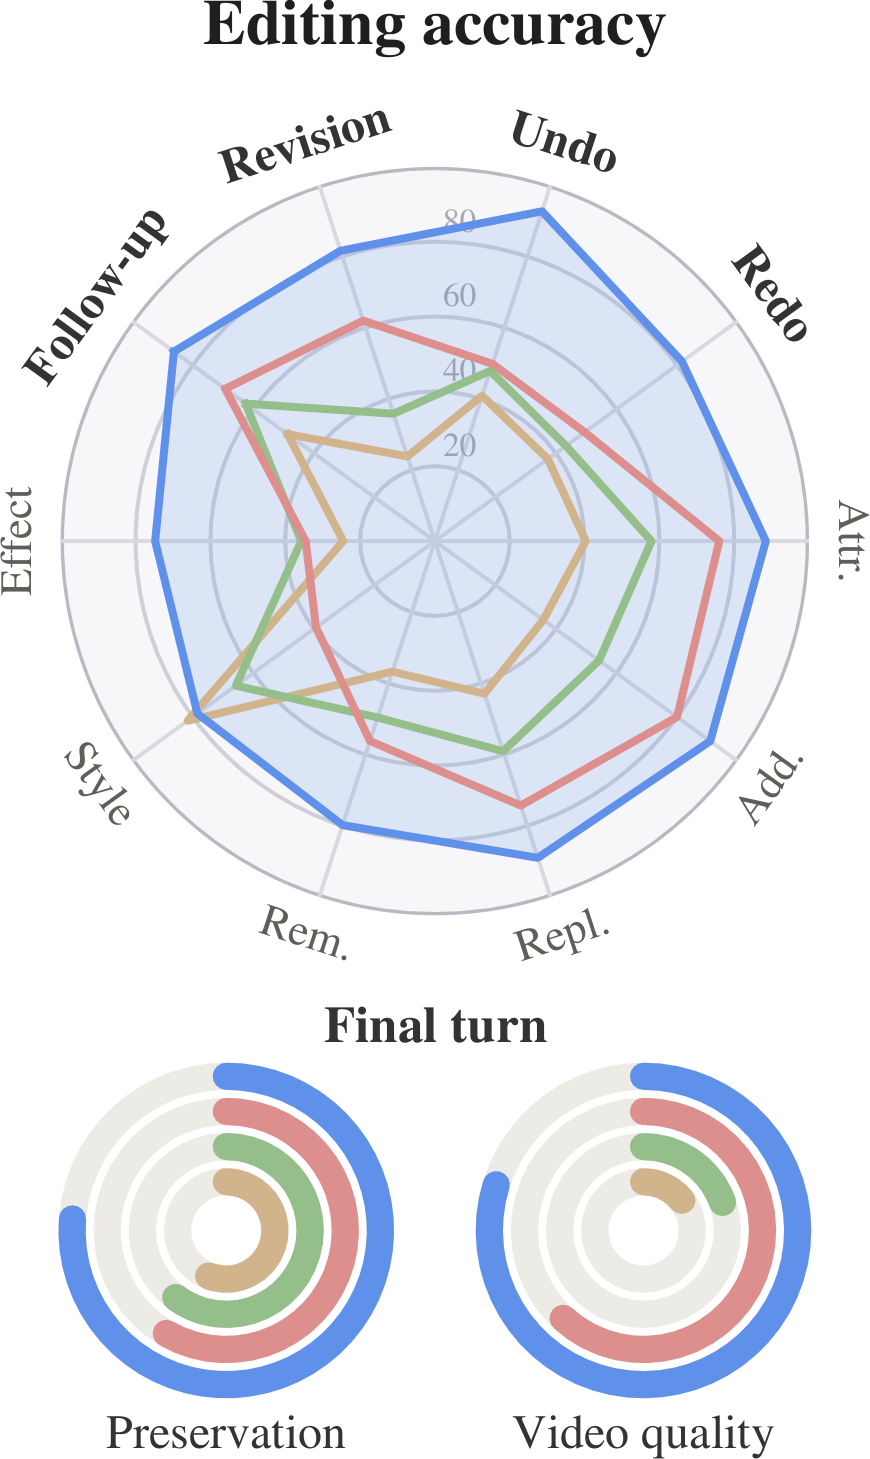 Editing accuracy
Revision
Undo
Follow-up
Redo
80
60
40
20
Effect
Attr.
Style
Add.
Rem.
Repl.
Final turn
Preservation
Video quality